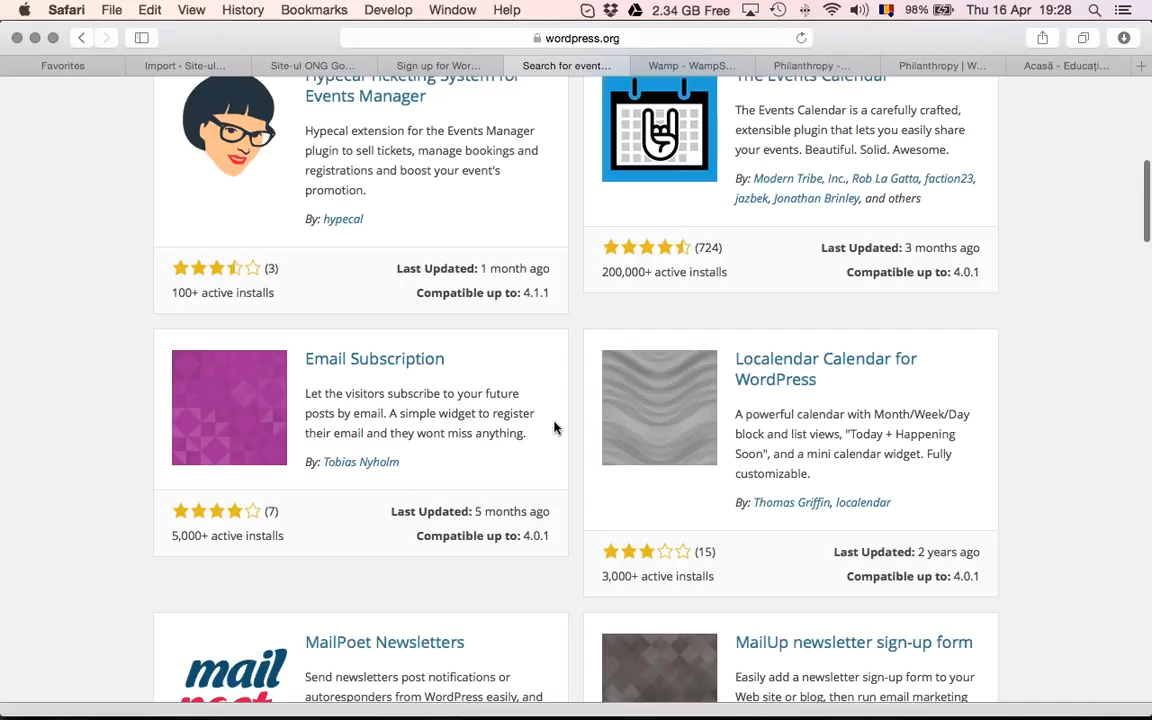 Safari File Edit View History Bookmarks Develop Window Help 2.34 GB Free 98% Thu 16 Apr 19:28
wordpress.org
Favorites Import ‹ Site-ul... Site-ul ONG Go... Sign up for Wor... Search for event... Wamp - WampS... Philanthropy -... Philanthropy | W... Acasă - Educați...
Hypecal Ticketing System for
Events Manager
Hypecal extension for the Events Manager
plugin to sell tickets, manage bookings and
registrations and boost your event's
promotion.
By: hypecal
(3)
Last Updated: 1 month ago
100+ active installs
Compatible up to: 4.1.1
The Events Calendar
The Events Calendar is a carefully crafted,
extensible plugin that lets you easily share
your events. Beautiful. Solid. Awesome.
By: Modern Tribe, Inc., Rob La Gatta, faction23,
jazbek, Jonathan Brinley, and others
(724)
Last Updated: 3 months ago
200,000+ active installs
Compatible up to: 4.0.1
Email Subscription
Let the visitors subscribe to your future
posts by email. A simple widget to register
their email and they wont miss anything.
By: Tobias Nyholm
(7)
Last Updated: 5 months ago
5,000+ active installs
Compatible up to: 4.0.1
Localendar Calendar for
WordPress
A powerful calendar with Month/Week/Day
block and list views, "Today + Happening
Soon", and a mini calendar widget. Fully
customizable.
By: Thomas Griffin, localendar
(15)
Last Updated: 2 years ago
3,000+ active installs
Compatible up to: 4.0.1
mail
poet
MailPoet Newsletters
Send newsletters post notifications or
autoresponders from WordPress easily, and
MailUp newsletter sign-up form
Easily add a newsletter sign-up form to your
Web site or blog, then run email marketing